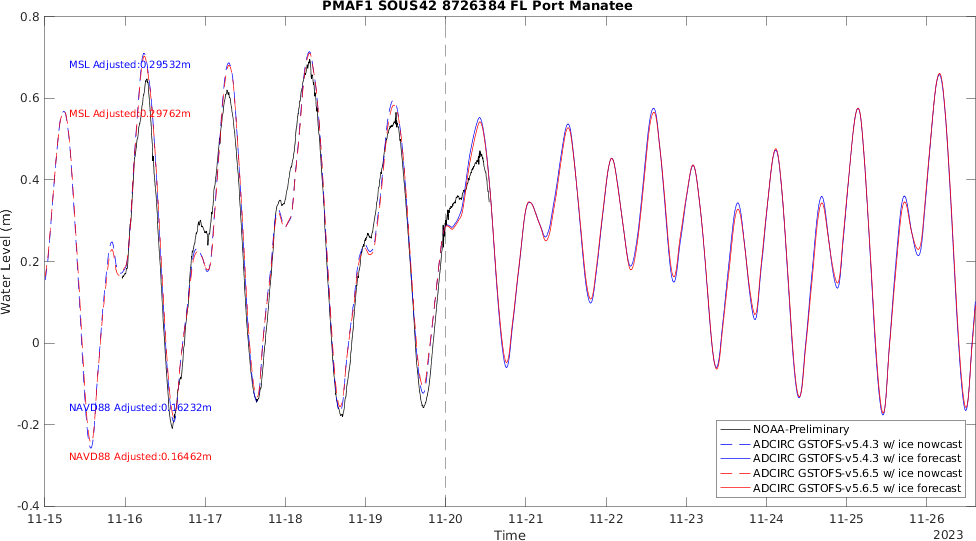 PMAF1 SOUS42 8726384 FL Port Manatee
0.8
0.6
0.4
0.2
0
-0.2
-0.4
Water Level (m)
MSL Adjusted:0.29532m
MSL Adjusted:0.29762m
NAVD88 Adjusted:0.16232m
NAVD88 Adjusted:0.16462m
NOAA-Preliminary
ADCIRC GSTOFS-v5.4.3 w/ ice nowcast
ADCIRC GSTOFS-v5.4.3 w/ ice forecast
ADCIRC GSTOFS-v5.6.5 w/ ice nowcast
ADCIRC GSTOFS-v5.6.5 w/ ice forecast
11-15 11-16 11-17 11-18 11-19 11-20 11-21 11-22 11-23 11-24 11-25 11-26
Time
2023